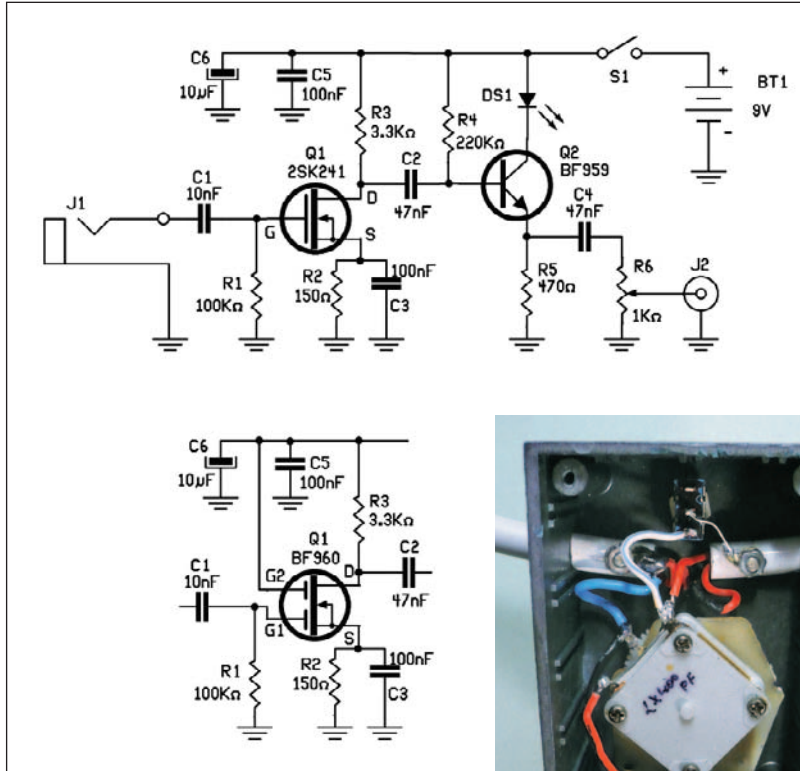 C6
10µF
C5
100nF
R3
3.3KΩ
R4
220KΩ
DS1
S1
+
BT1
9V
-
Q1
2SK241
C2
47nF
Q2
BF959
C4
47nF
J1
C1
10nF
D
G
S
R1
100KΩ
R2
150Ω
100nF
C3
R5
470Ω
R6
1KΩ
J2
C6
10µF
C5
100nF
R3
3.3KΩ
Q1
BF960
C2
47nF
C1
10nF
G2
D
G1
S
R1
100KΩ
R2
150Ω
100nF
C3
PF